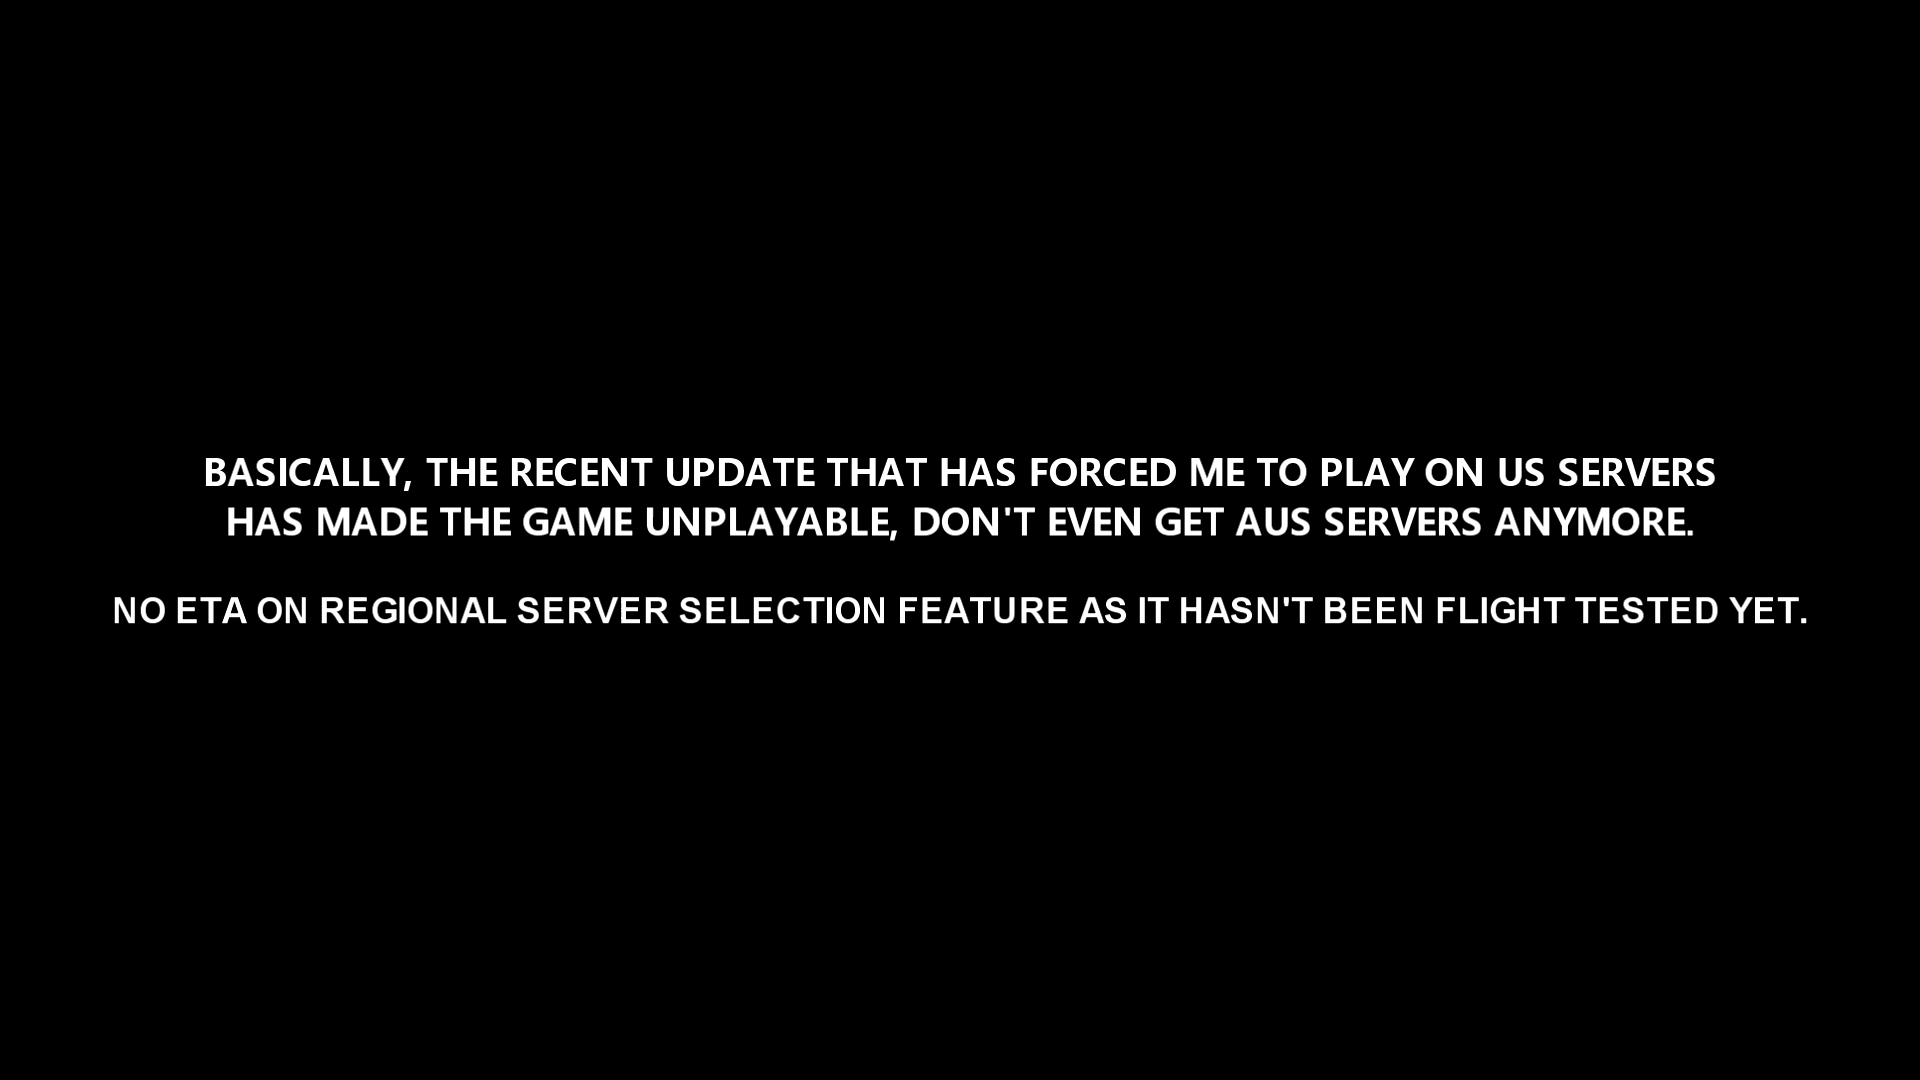 BASICALLY, THE RECENT UPDATE THAT HAS FORCED ME TO PLAY ON US SERVERS
HAS MADE THE GAME UNPLAYABLE, DON'T EVEN GET AUS SERVERS ANYMORE.
NO ETA ON REGIONAL SERVER SELECTION FEATURE AS IT HASN'T BEEN FLIGHT TESTED YET.